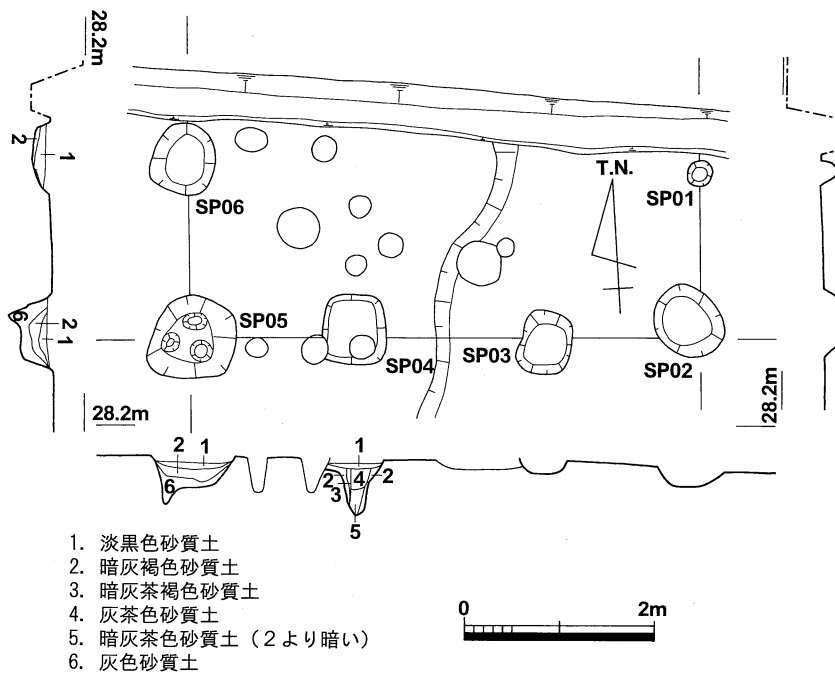 28.2m
T.N.
2
1
SP01
SP06
6
2
1
SP05
SP04
SP03
SP02
28.2m
28.2m
2 1
1
6
2 4 2
3
5
1. 淡黒色砂質土
2. 暗灰褐色砂質土
3. 暗灰茶褐色砂質土
4. 灰茶色砂質土
5. 暗灰茶色砂質土(2より暗い)
6. 灰色砂質土
0 2m